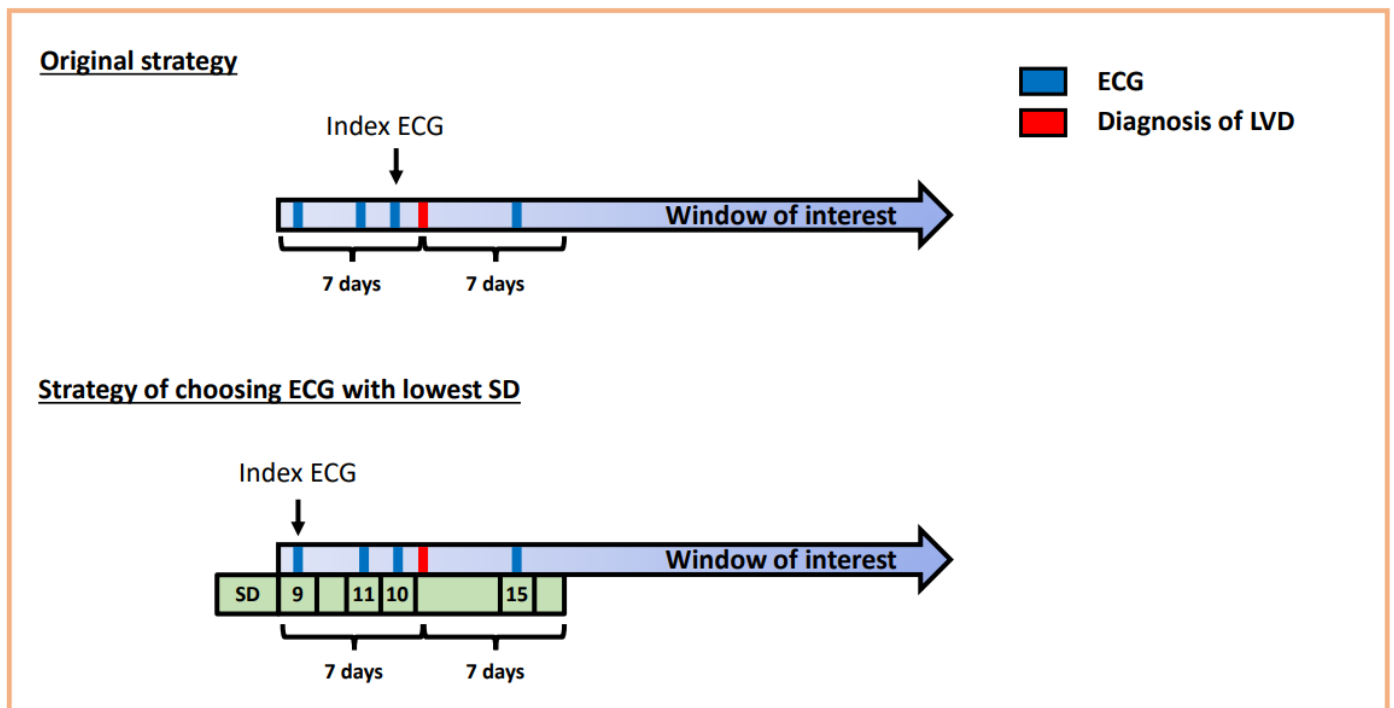 Original strategy
ECG
Diagnosis of LVD
Index ECG
Window of interest
7 days 7 days
Strategy of choosing ECG with lowest SD
Index ECG
Window of interest
SD 9 11 10 15
7 days 7 days